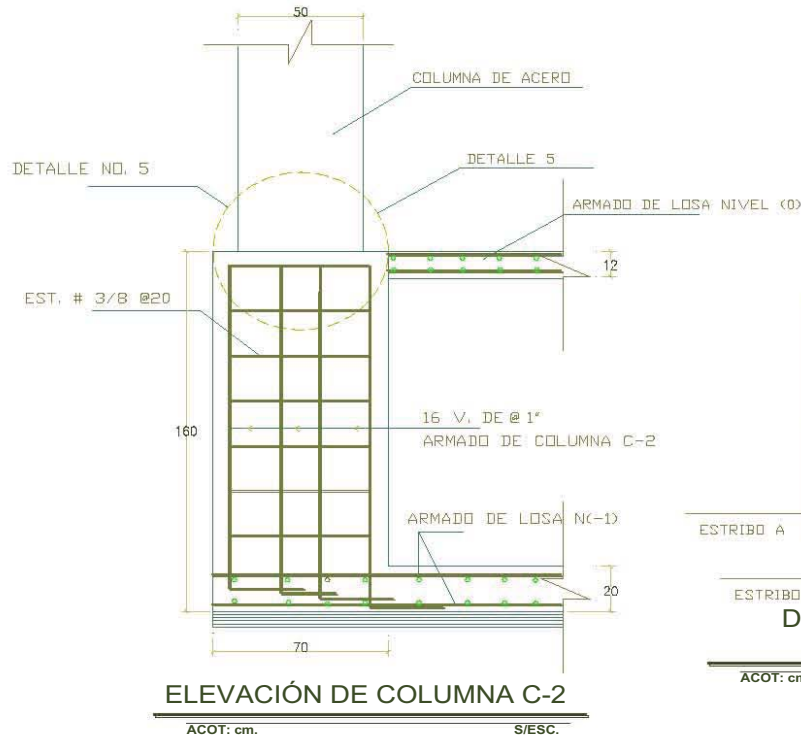 50
COLUMNA DE ACERO
DETALLE NO. 5
DETALLE 5
ARMADO DE LOSA NIVEL (0)
12
EST. # 3/8 @20
160
16 V. DE @ 1"
ARMADO DE COLUMNA C-2
ARMADO DE LOSA N(-1)
ESTRIBO A
20
ESTRIBO
D
70
ELEVACIÓN DE COLUMNA C-2
ACOT: cm.
S/ESC.
ACOT: cm